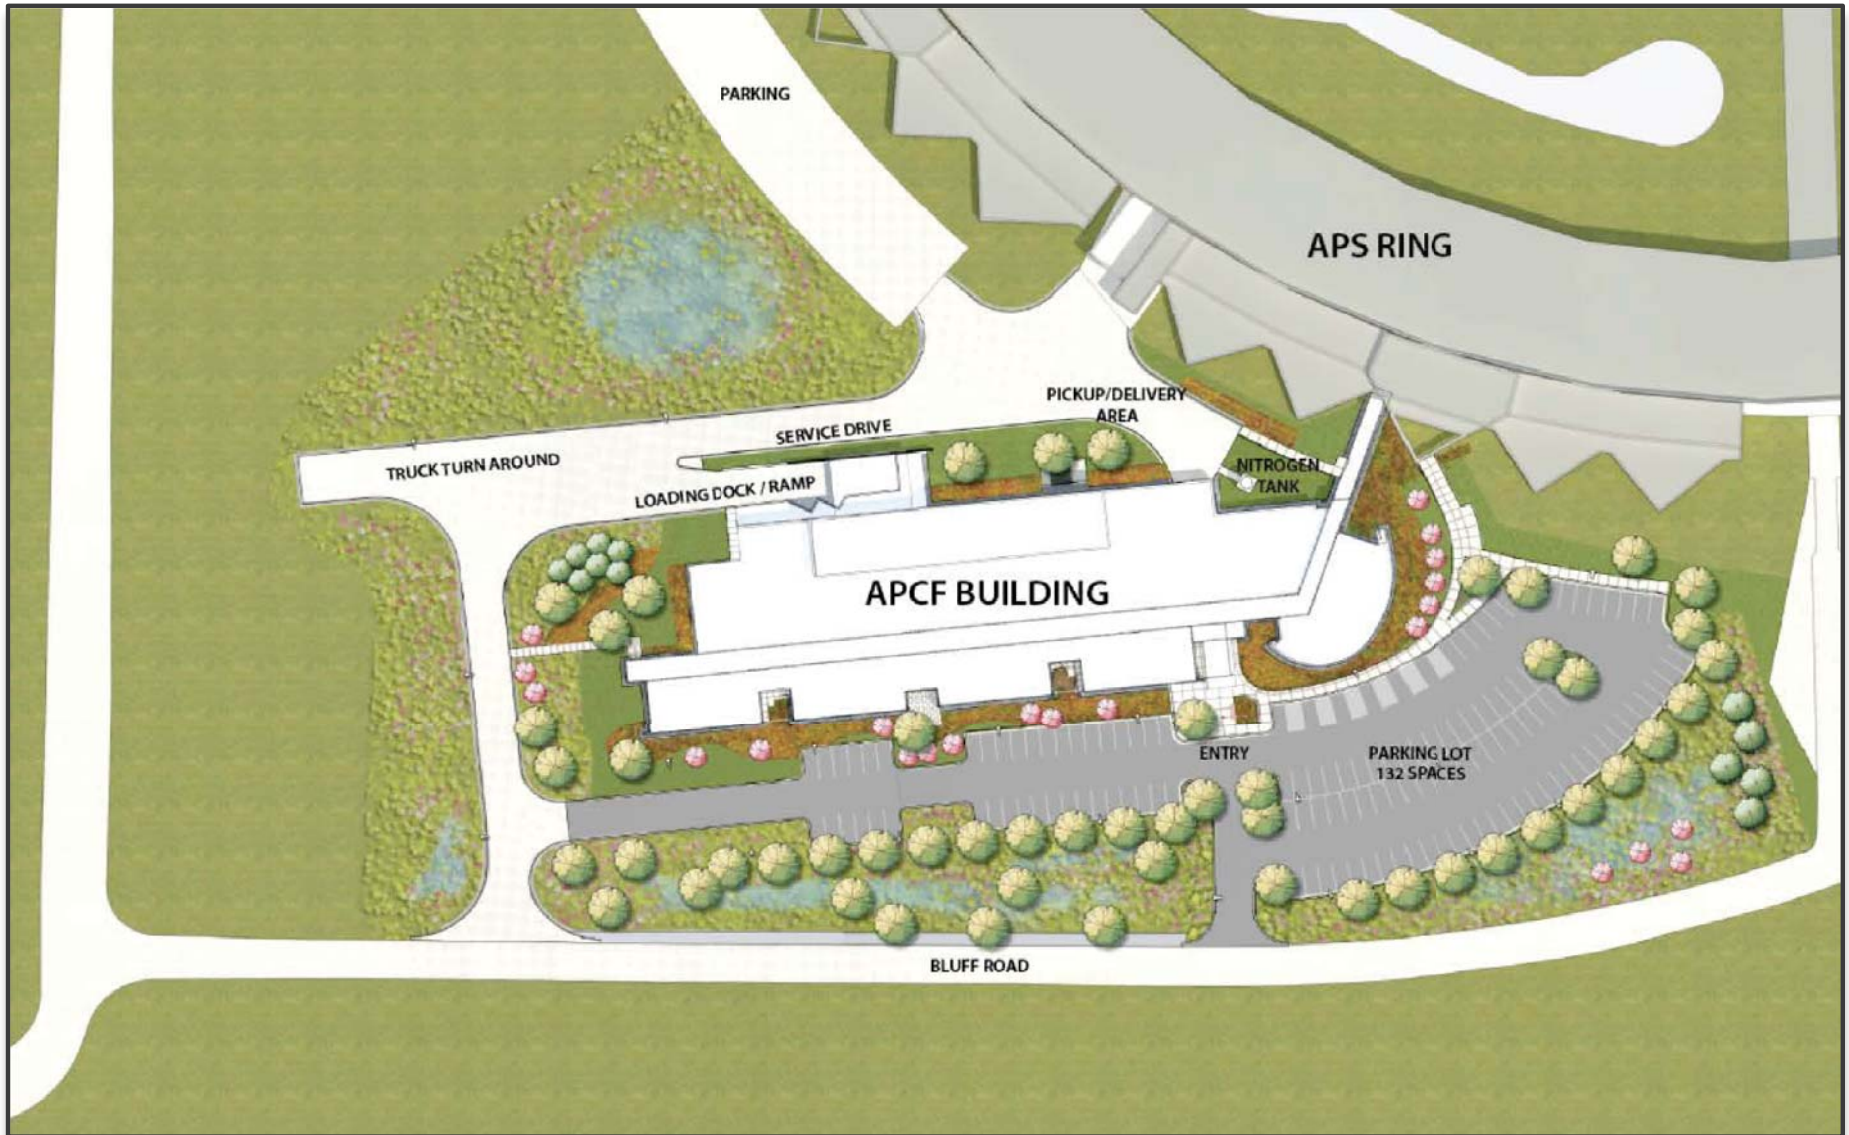 PARKING
APS RING
PICKUP/DELIVERY
AREA
SERVICE DRIVE
TRUCK TURN AROUND
NITROGEN
TANK
LOADING DOCK / RAMP
APCF BUILDING
ENTRY
PARKING LOT
132 SPACES
BLUFF ROAD